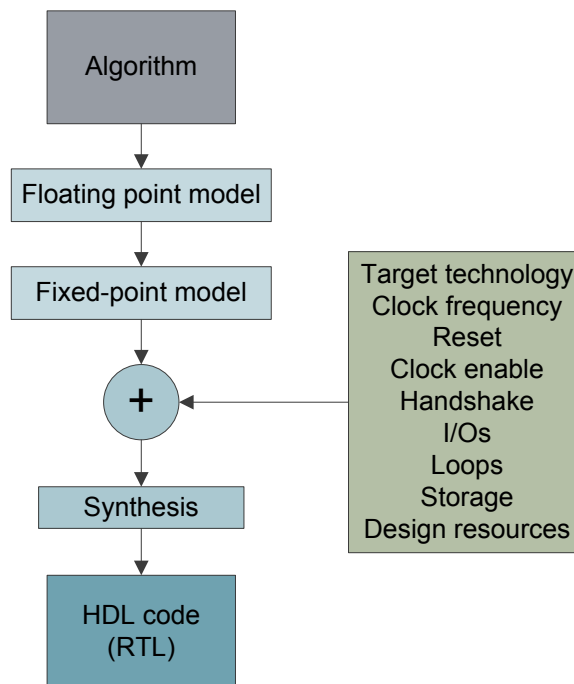 Algorithm
Floating point model
Fixed-point model
+
Target technology
Clock frequency
Reset
Clock enable
Handshake
I/Os
Loops
Storage
Design resources
Synthesis
HDL code
(RTL)